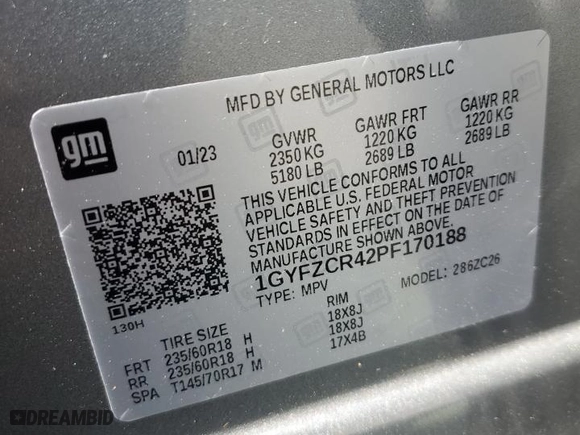 MFD BY GENERAL MOTORS LLC
gm
01/23
GVWR
2350 KG
5180 LB
GAWR FRT
1220 KG
2689 LB
GAWR RR
1220 KG
2689 LB
THIS VEHICLE CONFORMS TO ALL
APPLICABLE U.S. FEDERAL MOTOR
VEHICLE SAFETY AND THEFT PREVENTION
STANDARDS IN EFFECT ON THE DATE OF
MANUFACTURE SHOWN ABOVE.
1GYFZCR42PF170188
TYPE: MPV
MODEL: 286ZC26
130H
TIRE SIZE
RIM
FRT 235/60R18 H 18X8J
RR 235/60R18 H 18X8J
SPA T145/70R17 M 17X4B
DREAMBID